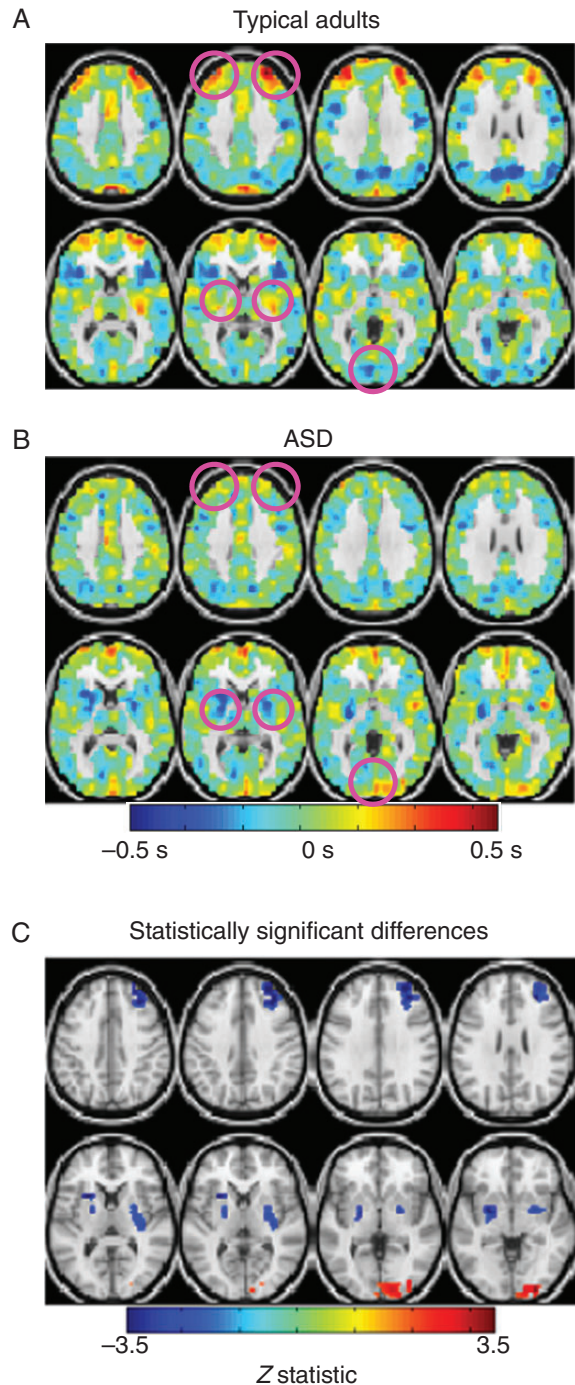 A
Typical adults
B
ASD
–0.5 s
0 s
0.5 s
C
Statistically significant differences
–3.5
3.5
Z statistic